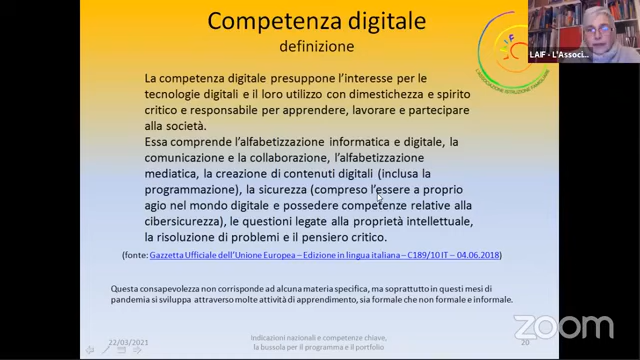 Competenza digitale
definizione
LAIF - L'Associ...
L'ASSOCIAZIONE ISTRUZIONE FAMILIARE
La competenza digitale presuppone l'interesse per le
tecnologie digitali e il loro utilizzo con dimestichezza e spirito
critico e responsabile per apprendere, lavorare e partecipare
alla società.
Essa comprende l'alfabetizzazione informatica e digitale, la
comunicazione e la collaborazione, l'alfabetizzazione
mediatica, la creazione di contenuti digitali (inclusa la
programmazione), la sicurezza (compreso l'essere a proprio
agio nel mondo digitale e possedere competenze relative alla
cibersicurezza), le questioni legate alla proprietà intellettuale,
la risoluzione di problemi e il pensiero critico.
(fonte: Gazzetta Ufficiale dell'Unione Europea – Edizione in lingua italiana – C189/10 IT – 04.06.2018)
Questa consapevolezza non corrisponde ad alcuna materia specifica, ma soprattutto in questi mesi di
pandemia si sviluppa attraverso molte attività di apprendimento, sia formale che non formale e informale.
22/03/2021
Indicazioni nazionali e competenze chiave,
la bussola per il programma e il portfolio
20
zoom